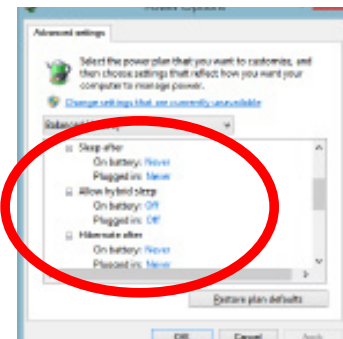 Power Options
Advanced settings
Select the power plan that you want to customize, and
then choose settings that reflect how you want your
computer to manage power.
Change settings that are currently unavailable
Balanced
Sleep after
On battery: Never
Plugged in: Never
Allow hybrid sleep
On battery: Off
Plugged in: Off
Hibernate after
On battery: Never
Plugged in: Never
Restore plan defaults
OK Cancel Apply